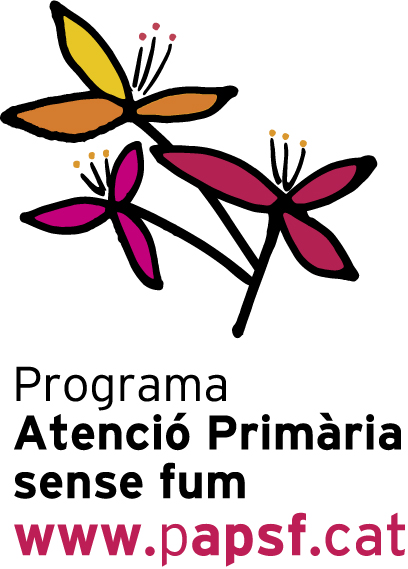 Programa
Atenció Primària
sense fum
www.papsf.cat